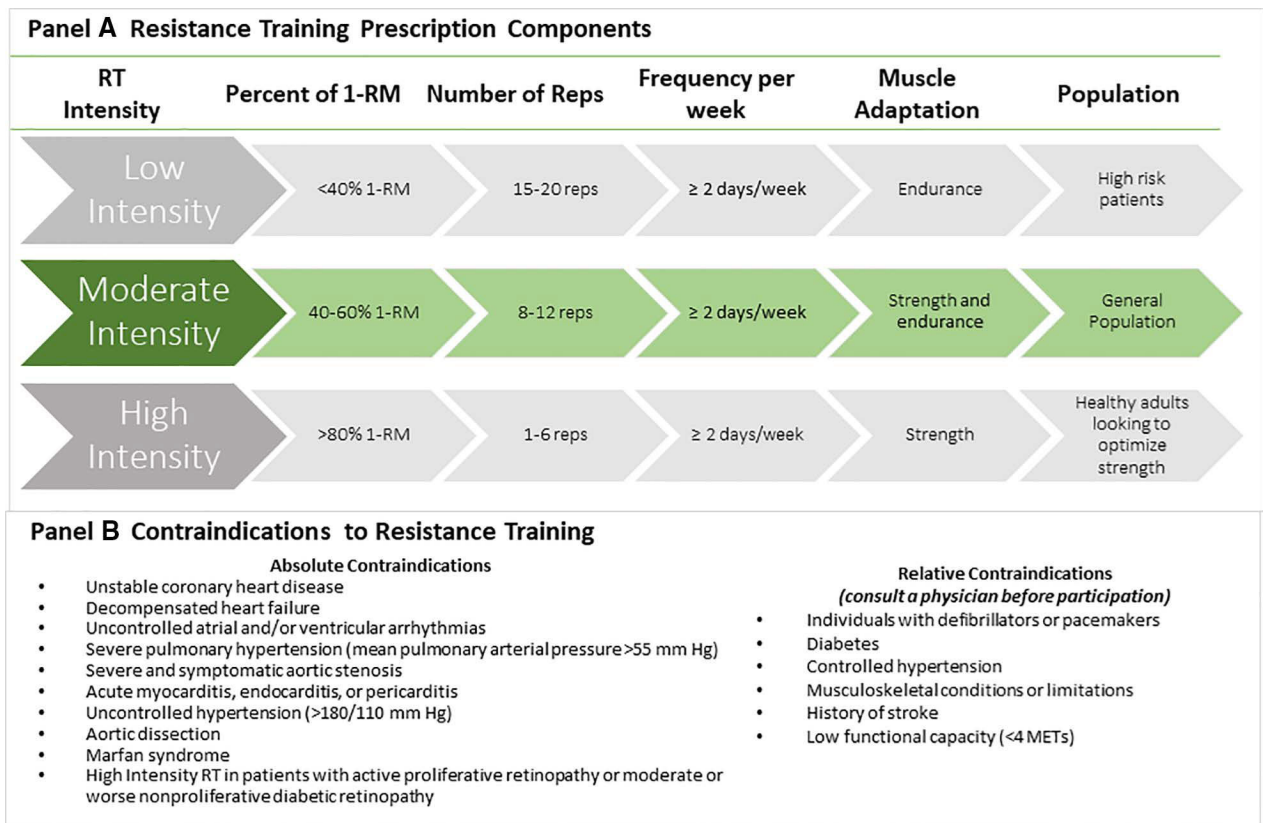 Panel A Resistance Training Prescription Components
RT
Intensity
Percent of 1-RM
Number of Reps
Frequency per
week
Muscle
Adaptation
Population
Low
Intensity
<40% 1-RM
15-20 reps
≥ 2 days/week
Endurance
High risk
patients
Moderate
Intensity
40-60% 1-RM
8-12 reps
≥ 2 days/week
Strength and
endurance
General
Population
High
Intensity
>80% 1-RM
1-6 reps
≥ 2 days/week
Strength
Healthy adults
looking to
optimize
strength
Panel B Contraindications to Resistance Training
Absolute Contraindications
• Unstable coronary heart disease
• Decompensated heart failure
• Uncontrolled atrial and/or ventricular arrhythmias
• Severe pulmonary hypertension (mean pulmonary arterial pressure >55 mm Hg)
• Severe and symptomatic aortic stenosis
• Acute myocarditis, endocarditis, or pericarditis
• Uncontrolled hypertension (>180/110 mm Hg)
• Aortic dissection
• Marfan syndrome
• High Intensity RT in patients with active proliferative retinopathy or moderate or
worse nonproliferative diabetic retinopathy
Relative Contraindications
(consult a physician before participation)
• Individuals with defibrillators or pacemakers
• Diabetes
• Controlled hypertension
• Musculoskeletal conditions or limitations
• History of stroke
• Low functional capacity (<4 METs)